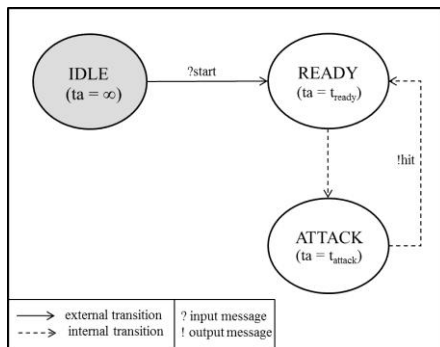 IDLE
(ta = ∞)
?start
READY
(ta = t_ready)
!hit
ATTACK
(ta = t_attack)
external transition
internal transition
? input message
! output message